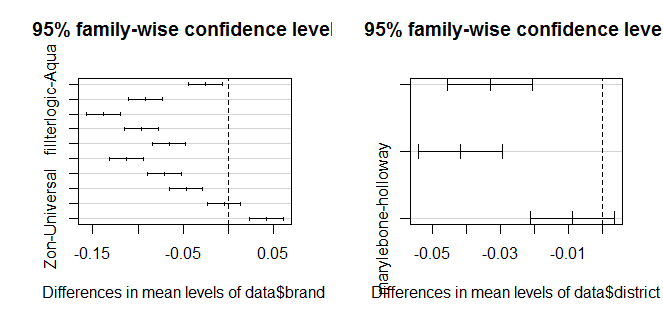 95% family-wise confidence level
95% family-wise confidence leve
Zon-Universal fillterlogic-Aqua
marylebone-holloway
-0.15 -0.05 0.05
-0.05 -0.03 -0.01
Differences in mean levels of data$brand
Differences in mean levels of data$district